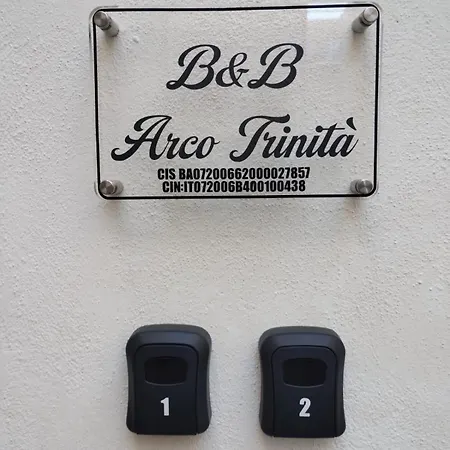 B&B
Arco Trinità
CIS BA07200662000027857
CIN:IT072006B400100438
1 2